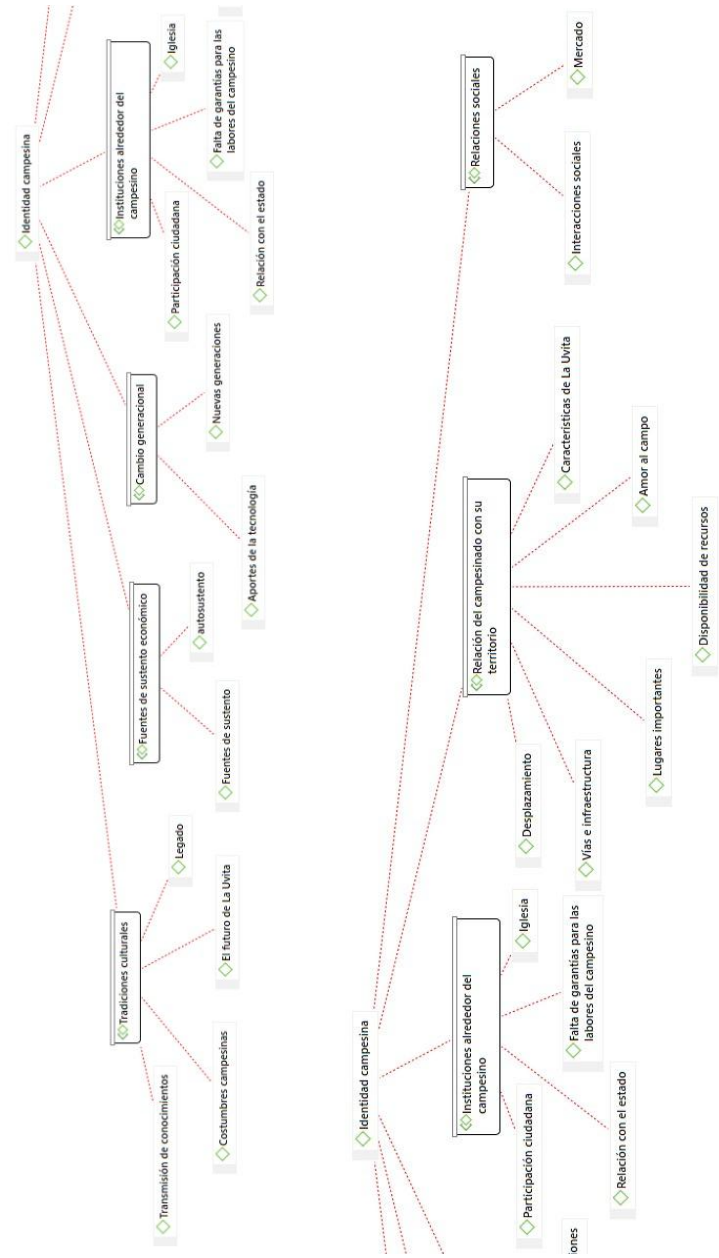 Identidad campesina
Tradiciones culturales
Fuentes de sustento económico
Cambio generacional
Instituciones alrededor del
campesino
Transmisión de conocimientos
Costumbres campesinas
El futuro de La Uvita
Legado
Fuentes de sustento
autosustento
Aportes de la tecnología
Nuevas generaciones
Participación ciudadana
Relación con el estado
Falta de garantías para las
labores del campesino
Iglesia
Identidad campesina
Instituciones alrededor del
campesino
Relación del campesinado con su
territorio
Relaciones sociales
iones
Participación ciudadana
Relación con el estado
Falta de garantías para las
labores del campesino
Iglesia
Desplazamiento
Vías e infraestructura
Lugares importantes
Disponibilidad de recursos
Amor al campo
Características de La Uvita
Interacciones sociales
Mercado